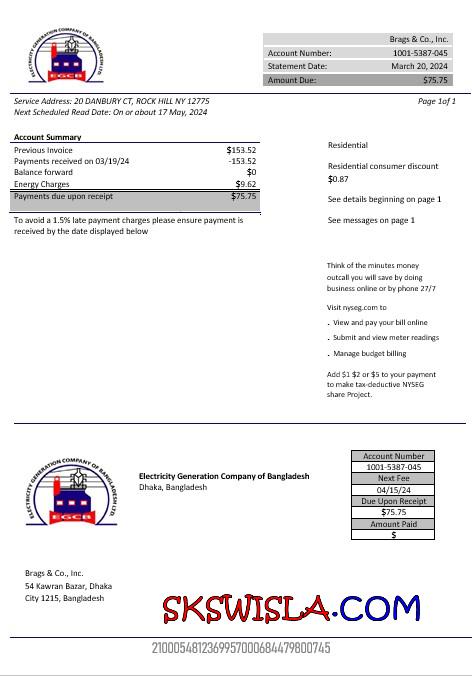 ELECTRICITY GENERATION COMPANY OF BANGLADESH LTD.
EGCB
Brags & Co., Inc.
Account Number: 1001-5387-045
Statement Date: March 20, 2024
Amount Due: $75.75
Service Address: 20 DANBURY CT, ROCK HILL NY 12775 Page 1of 1
Next Scheduled Read Date: On or about 17 May, 2024
Account Summary
Previous Invoice $153.52
Payments received on 03/19/24 -153.52
Balance forward $0
Energy Charges $9.62
Payments due upon receipt $75.75
To avoid a 1.5% late payment charges please ensure payment is
received by the date displayed below
Residential
Residential consumer discount
$0.87
See details beginning on page 1
See messages on page 1
Think of the minutes money
outcall you will save by doing
business online or by phone 27/7
Visit nyseg.com to
. View and pay your bill online
. Submit and view meter readings
. Manage budget billing
Add $1 $2 or $5 to your payment
to make tax-deductive NYSEG
share Project.
ELECTRICITY GENERATION COMPANY OF BANGLADESH LTD.
EGCB
Electricity Generation Company of Bangladesh
Dhaka, Bangladesh
Account Number
1001-5387-045
Next Fee
04/15/24
Due Upon Receipt
$75.75
Amount Paid
$
Brags & Co., Inc.
54 Kawran Bazar, Dhaka
City 1215, Bangladesh
SKSWISLA.COM
2100054812369957000684479800745